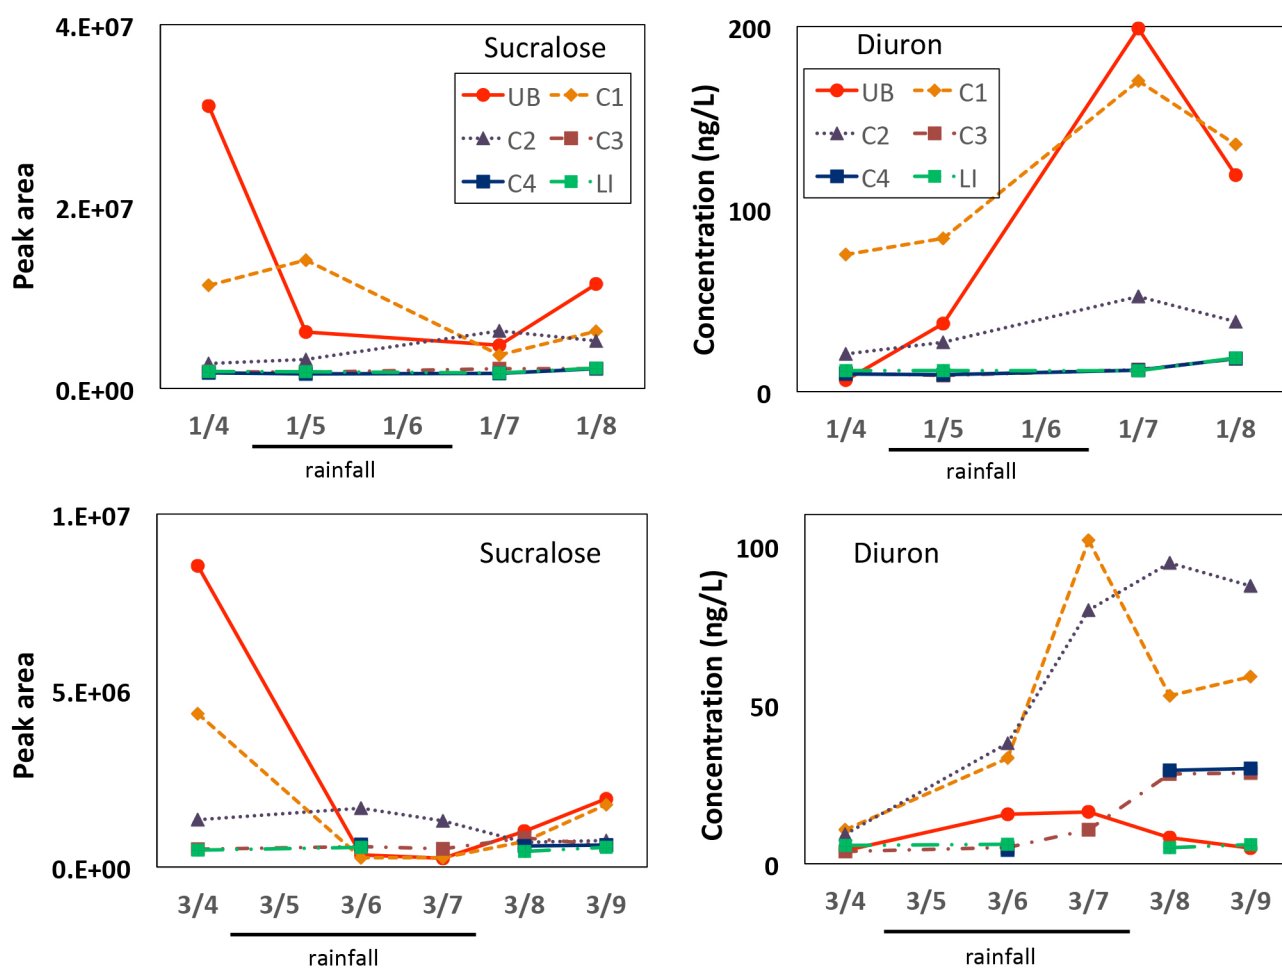 4.E+07
Sucralose
UB C1
C2 C3
C4 LI
2.E+07
Peak area
0.E+00
1/4 1/5 1/6 1/7 1/8
rainfall
200
Diuron
UB C1
C2 C3
C4 LI
100
Concentration (ng/L)
0
1/4 1/5 1/6 1/7 1/8
rainfall
1.E+07
Sucralose
5.E+06
Peak area
0.E+00
3/4 3/5 3/6 3/7 3/8 3/9
rainfall
100
Diuron
50
Concentration (ng/L)
0
3/4 3/5 3/6 3/7 3/8 3/9
rainfall